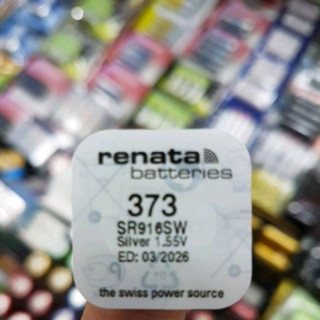 renata
batteries
373
SR916SW
Silver 1.55V
ED: 03/2026
the swiss power source